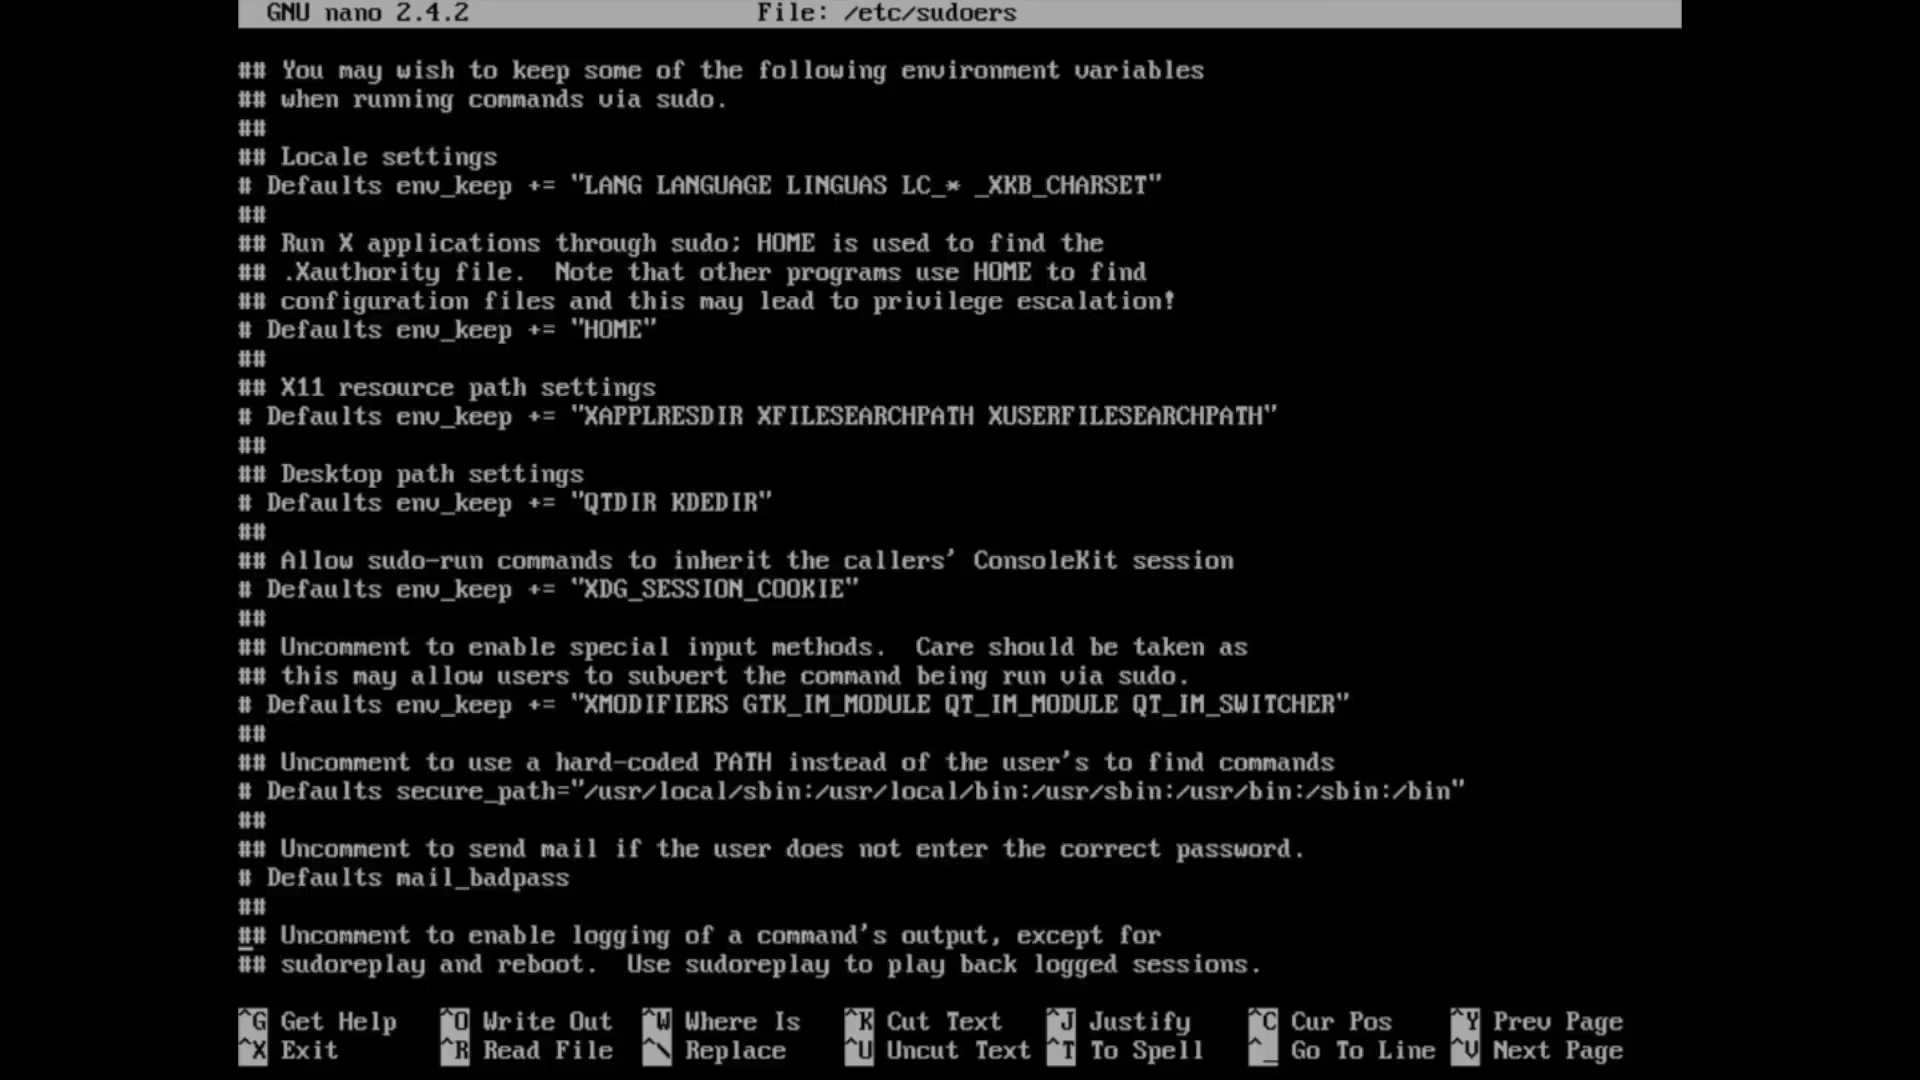 GNU nano 2.4.2 File: /etc/sudoers
## You may wish to keep some of the following environment variables
## when running commands via sudo.
##
## Locale settings
# Defaults env_keep += "LANG LANGUAGE LINGUAS LC_* _XKB_CHARSET"
##
## Run X applications through sudo; HOME is used to find the
## .Xauthority file.  Note that other programs use HOME to find
## configuration files and this may lead to privilege escalation!
# Defaults env_keep += "HOME"
##
## X11 resource path settings
# Defaults env_keep += "XAPPLRESDIR XFILESEARCHPATH XUSERFILESEARCHPATH"
##
## Desktop path settings
# Defaults env_keep += "QTDIR KDEDIR"
##
## Allow sudo-run commands to inherit the callers' ConsoleKit session
# Defaults env_keep += "XDG_SESSION_COOKIE"
##
## Uncomment to enable special input methods.  Care should be taken as
## this may allow users to subvert the command being run via sudo.
# Defaults env_keep += "XMODIFIERS GTK_IM_MODULE QT_IM_MODULE QT_IM_SWITCHER"
##
## Uncomment to use a hard-coded PATH instead of the user's to find commands
# Defaults secure_path="/usr/local/sbin:/usr/local/bin:/usr/sbin:/usr/bin:/sbin:/bin"
##
## Uncomment to send mail if the user does not enter the correct password.
# Defaults mail_badpass
##
## Uncomment to enable logging of a command's output, except for
## sudoreplay and reboot.  Use sudoreplay to play back logged sessions.
^G Get Help ^O Write Out ^W Where Is ^K Cut Text ^J Justify ^C Cur Pos ^Y Prev Page
^X Exit ^R Read File ^\ Replace ^U Uncut Text ^T To Spell ^_ Go To Line ^V Next Page